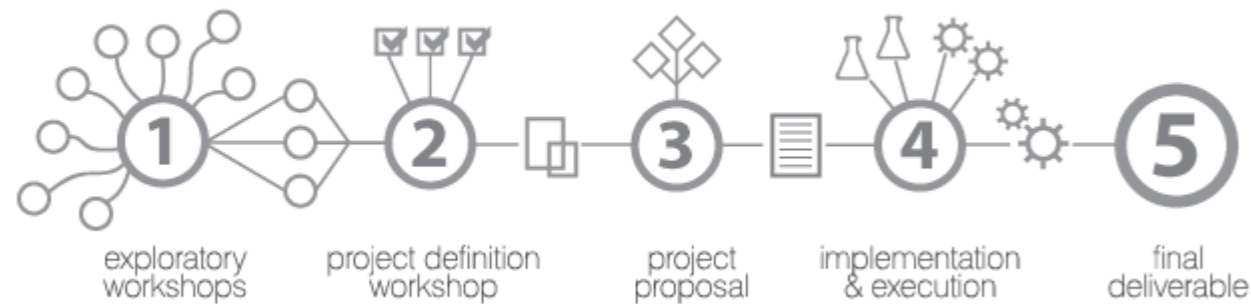 1
2
3
4
5
exploratory
workshops
project definition
workshop
project
proposal
implementation
& execution
final
deliverable